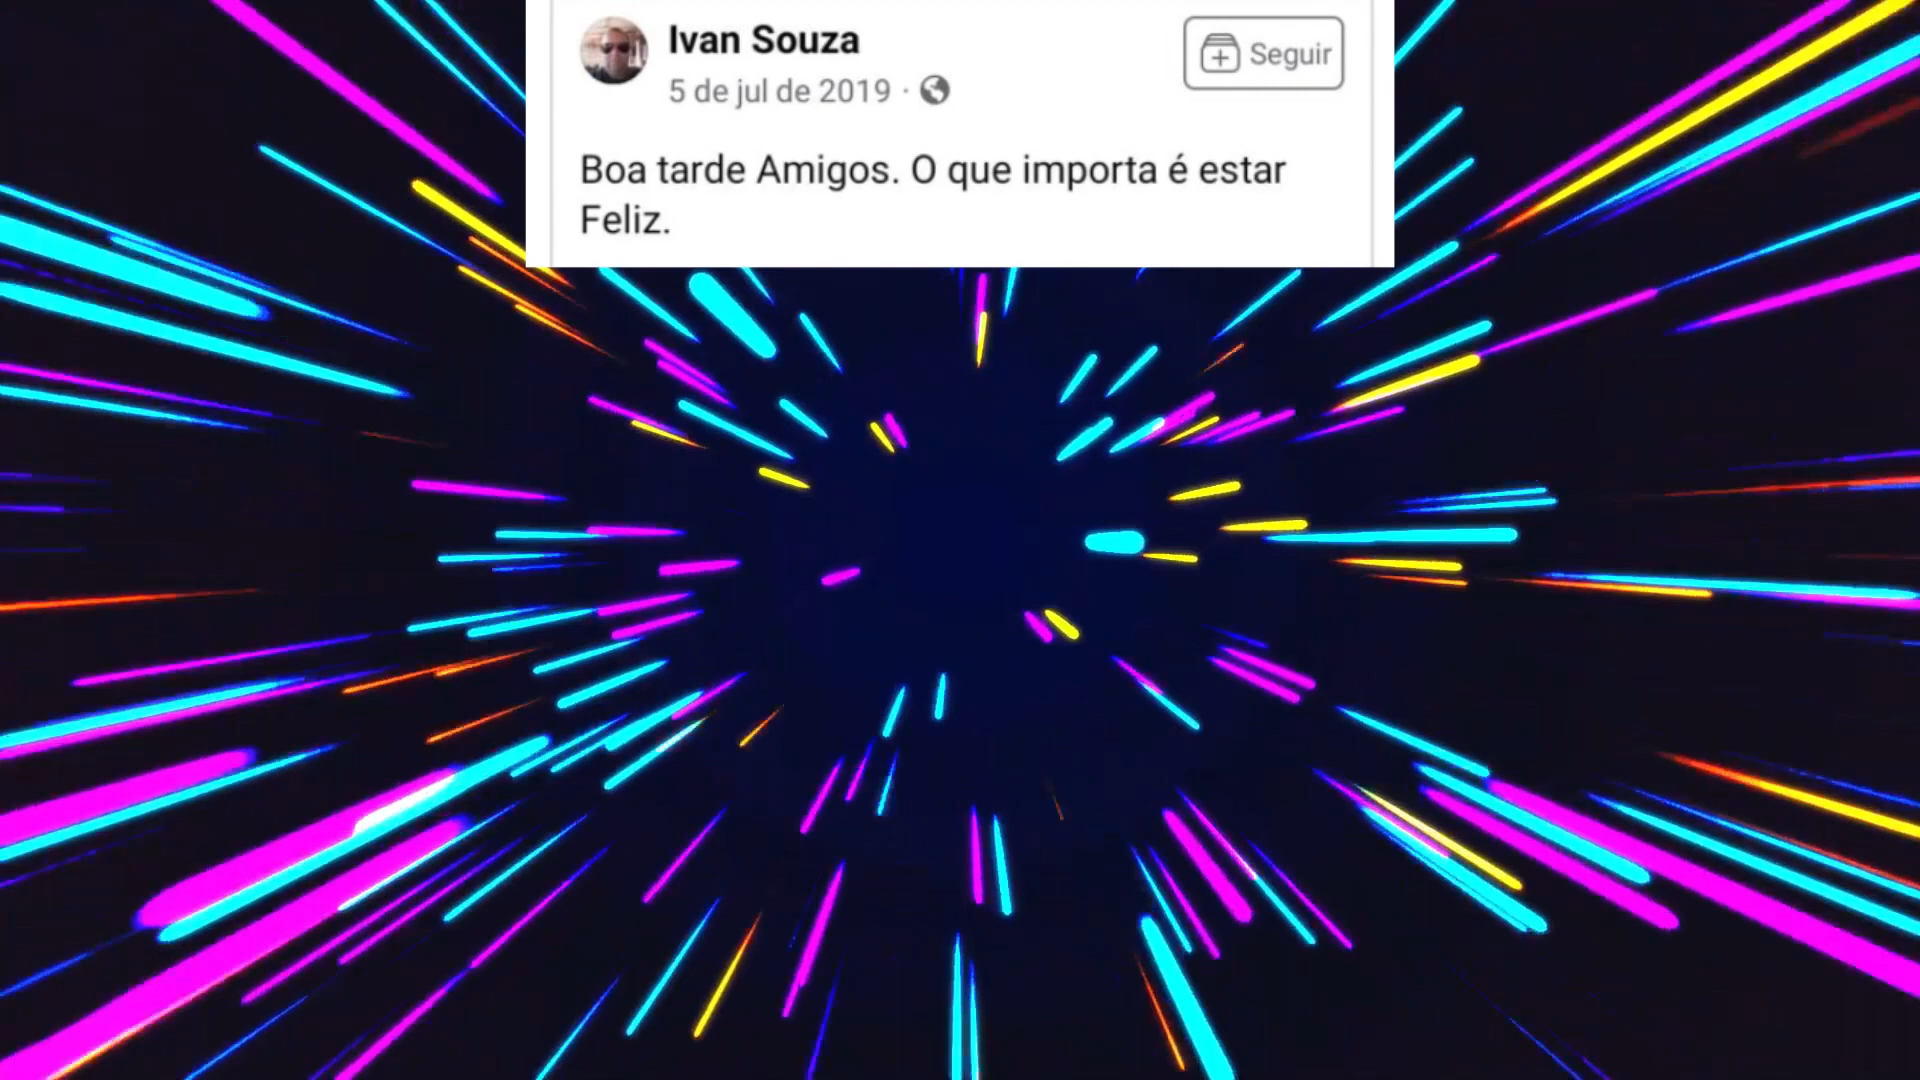 Ivan Souza
Seguir
5 de jul de 2019 ·
Boa tarde Amigos. O que importa é estar
Feliz.